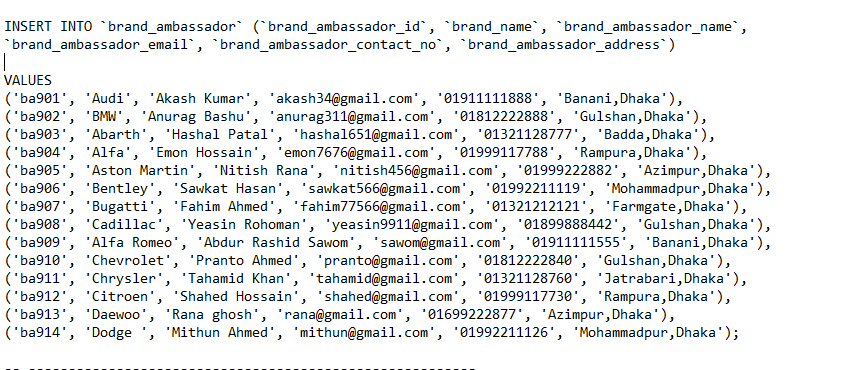 INSERT INTO `brand_ambassador` (`brand_ambassador_id`, `brand_name`, `brand_ambassador_name`,
`brand_ambassador_email`, `brand_ambassador_contact_no`, `brand_ambassador_address`)
VALUES
('ba901', 'Audi', 'Akash Kumar', 'akash34@gmail.com', '01911111888', 'Banani,Dhaka'),
('ba902', 'BMW', 'Anurag Bashu', 'anurag311@gmail.com', '01812222888', 'Gulshan,Dhaka'),
('ba903', 'Abarth', 'Hashal Patal', 'hashal651@gmail.com', '01321128777', 'Badda,Dhaka'),
('ba904', 'Alfa', 'Emon Hossain', 'emon7676@gmail.com', '01999117788', 'Rampura,Dhaka'),
('ba905', 'Aston Martin', 'Nitish Rana', 'nitish456@gmail.com', '01999222882', 'Azimpur,Dhaka'),
('ba906', 'Bentley', 'Sawkat Hasan', 'sawkat566@gmail.com', '01992211119', 'Mohammadpur,Dhaka'),
('ba907', 'Bugatti', 'Fahim Ahmed', 'fahim77566@gmail.com', '01321212121', 'Farmgate,Dhaka'),
('ba908', 'Cadillac', 'Yeasin Rohoman', 'yeasin9911@gmail.com', '01899888442', 'Gulshan,Dhaka'),
('ba909', 'Alfa Romeo', 'Abdur Rashid Sawom', 'sawom@gmail.com', '01911111555', 'Banani,Dhaka'),
('ba910', 'Chevrolet', 'Pranto Ahmed', 'pranto@gmail.com', '01812222840', 'Gulshan,Dhaka'),
('ba911', 'Chrysler', 'Tahamid Khan', 'tahamid@gmail.com', '01321128760', 'Jatrabari,Dhaka'),
('ba912', 'Citroen', 'Shahed Hossain', 'shahed@gmail.com', '01999117730', 'Rampura,Dhaka'),
('ba913', 'Daewoo', 'Rana ghosh', 'rana@gmail.com', '01699222877', 'Azimpur,Dhaka'),
('ba914', 'Dodge ', 'Mithun Ahmed', 'mithun@gmail.com', '01992211126', 'Mohammadpur,Dhaka');
-- --------------------------------------------------------